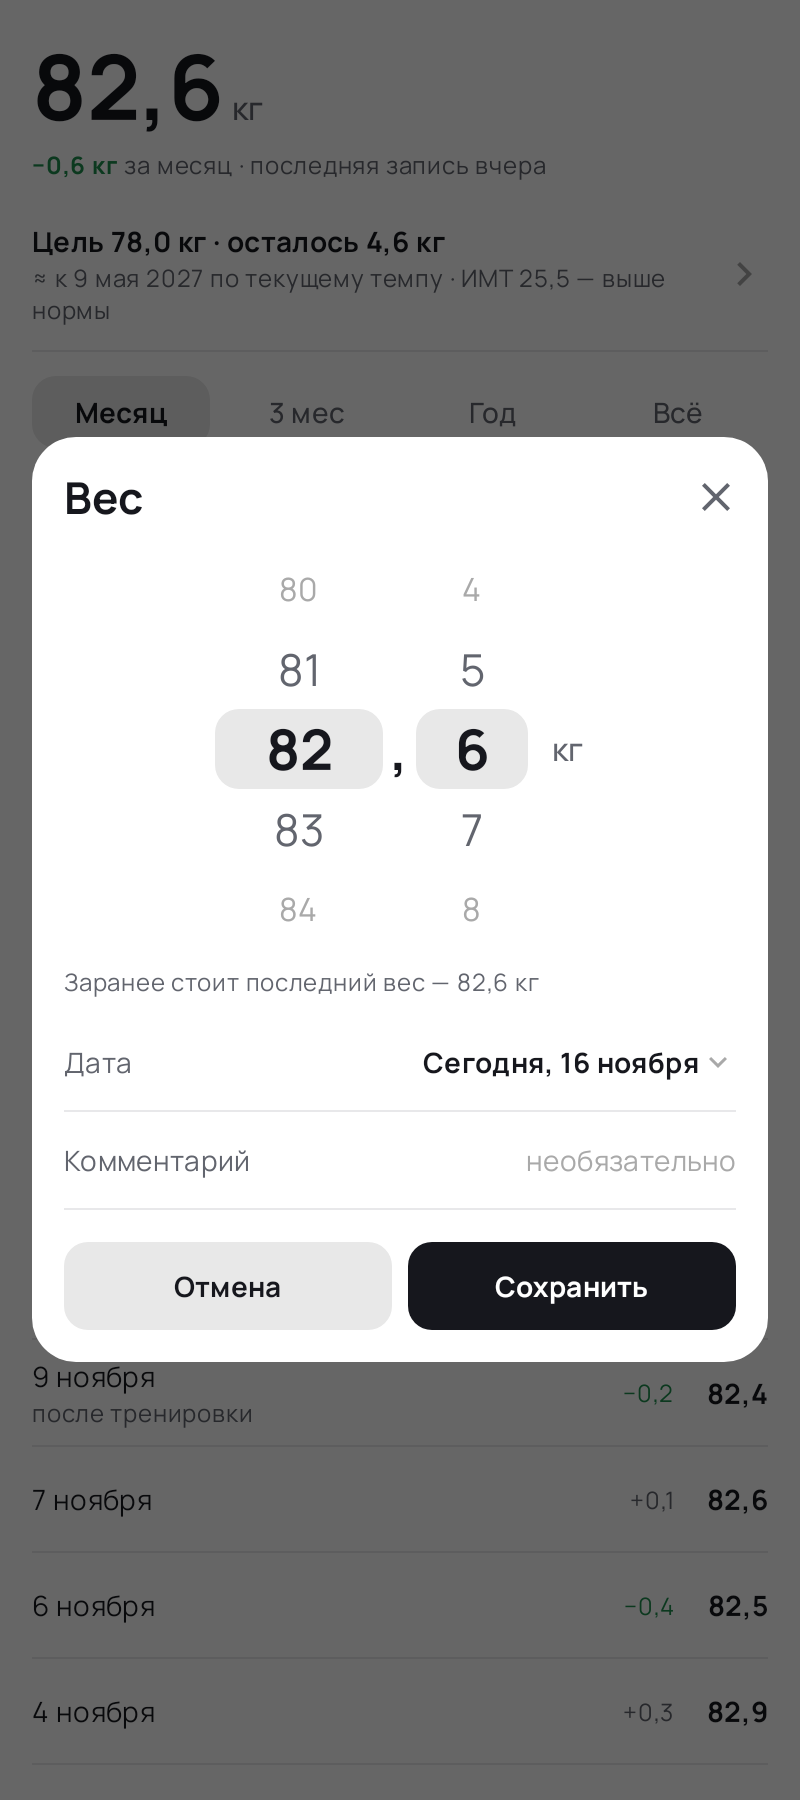 82,6 кг
−0,6 кг за месяц · последняя запись вчера
Цель 78,0 кг · осталось 4,6 кг
≈ к 9 мая 2027 по текущему темпу · ИМТ 25,5 — выше
нормы
Месяц 3 мес Год Всё
Вес
80 4
81 5
82 , 6 кг
83 7
84 8
Заранее стоит последний вес — 82,6 кг
Дата Сегодня, 16 ноября
Комментарий необязательно
Отмена Сохранить
9 ноября −0,2 82,4
после тренировки
7 ноября +0,1 82,6
6 ноября −0,4 82,5
4 ноября +0,3 82,9